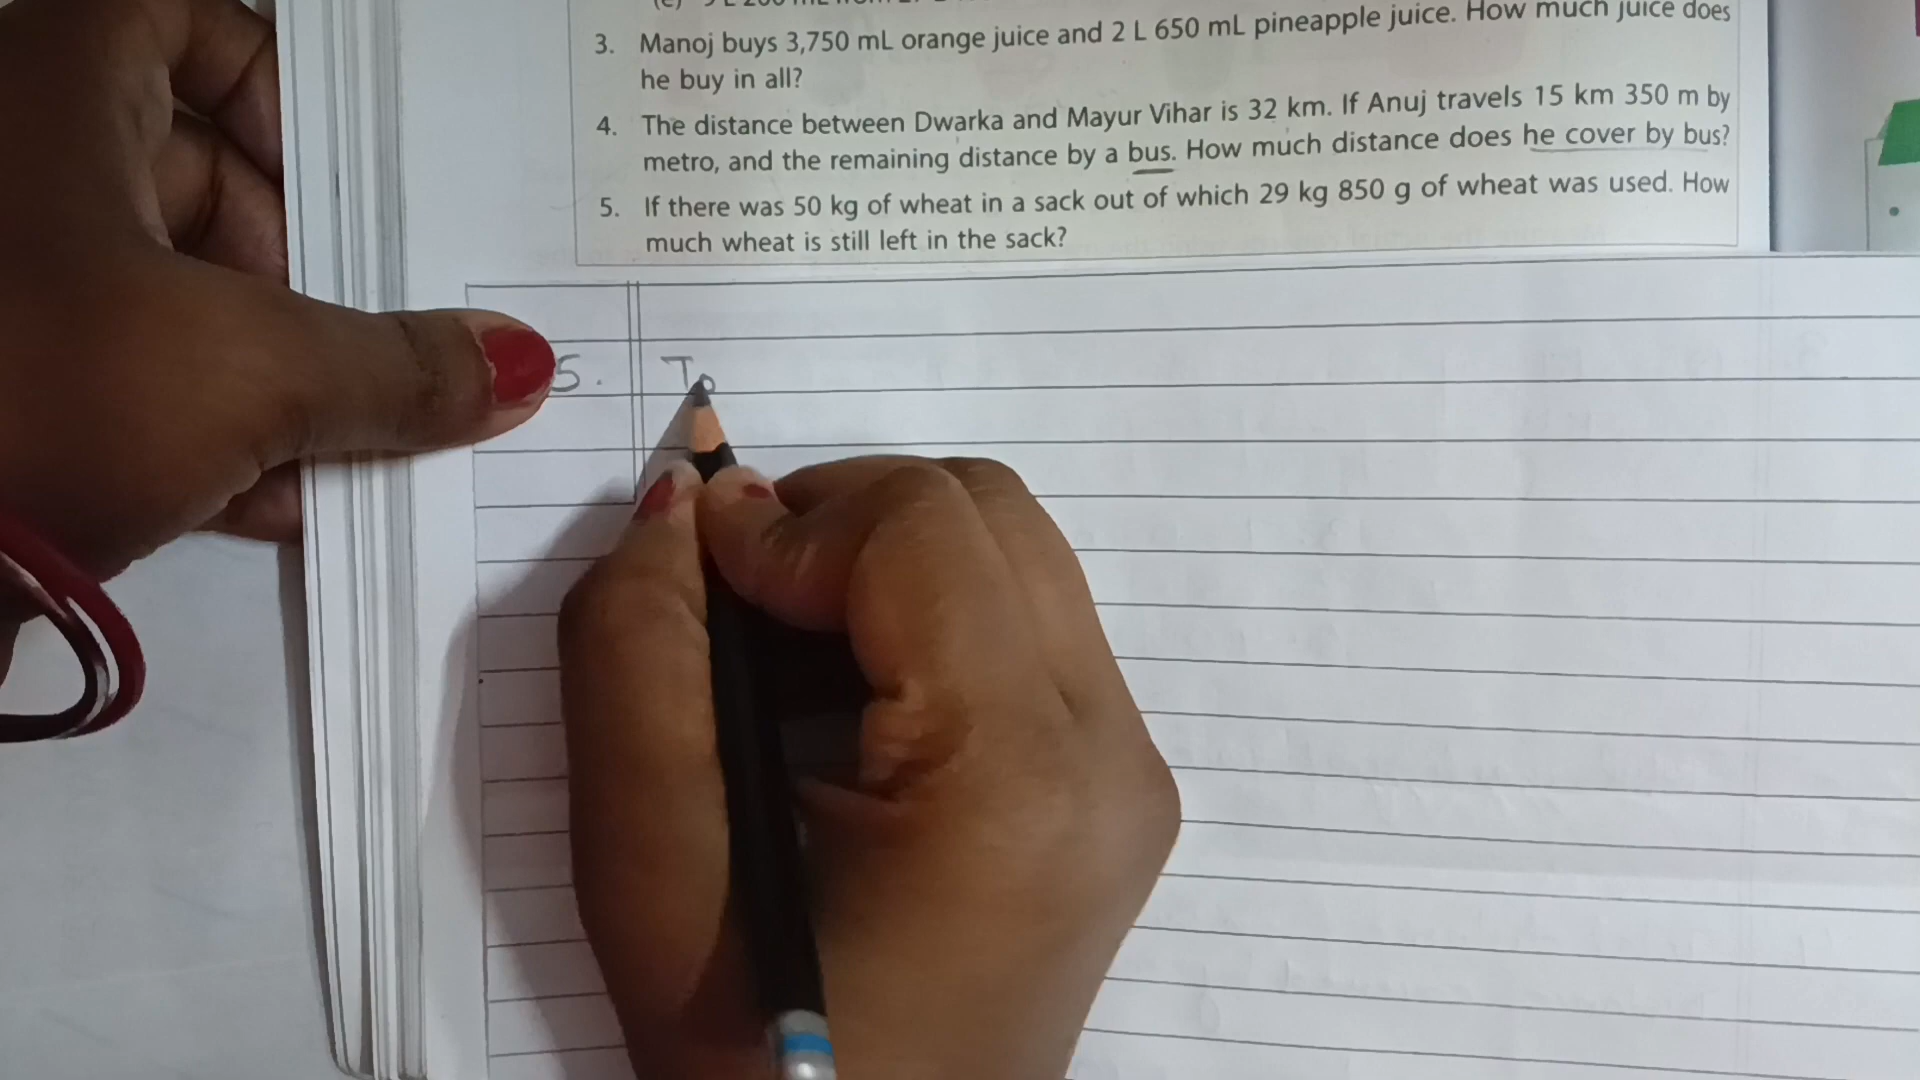 3. Manoj buys 3,750 mL orange juice and 2 L 650 mL pineapple juice. How much juice does
he buy in all?
4. The distance between Dwarka and Mayur Vihar is 32 km. If Anuj travels 15 km 350 m by
metro, and the remaining distance by a bus. How much distance does he cover by bus?
5. If there was 50 kg of wheat in a sack out of which 29 kg 850 g of wheat was used. How
much wheat is still left in the sack?
5. To